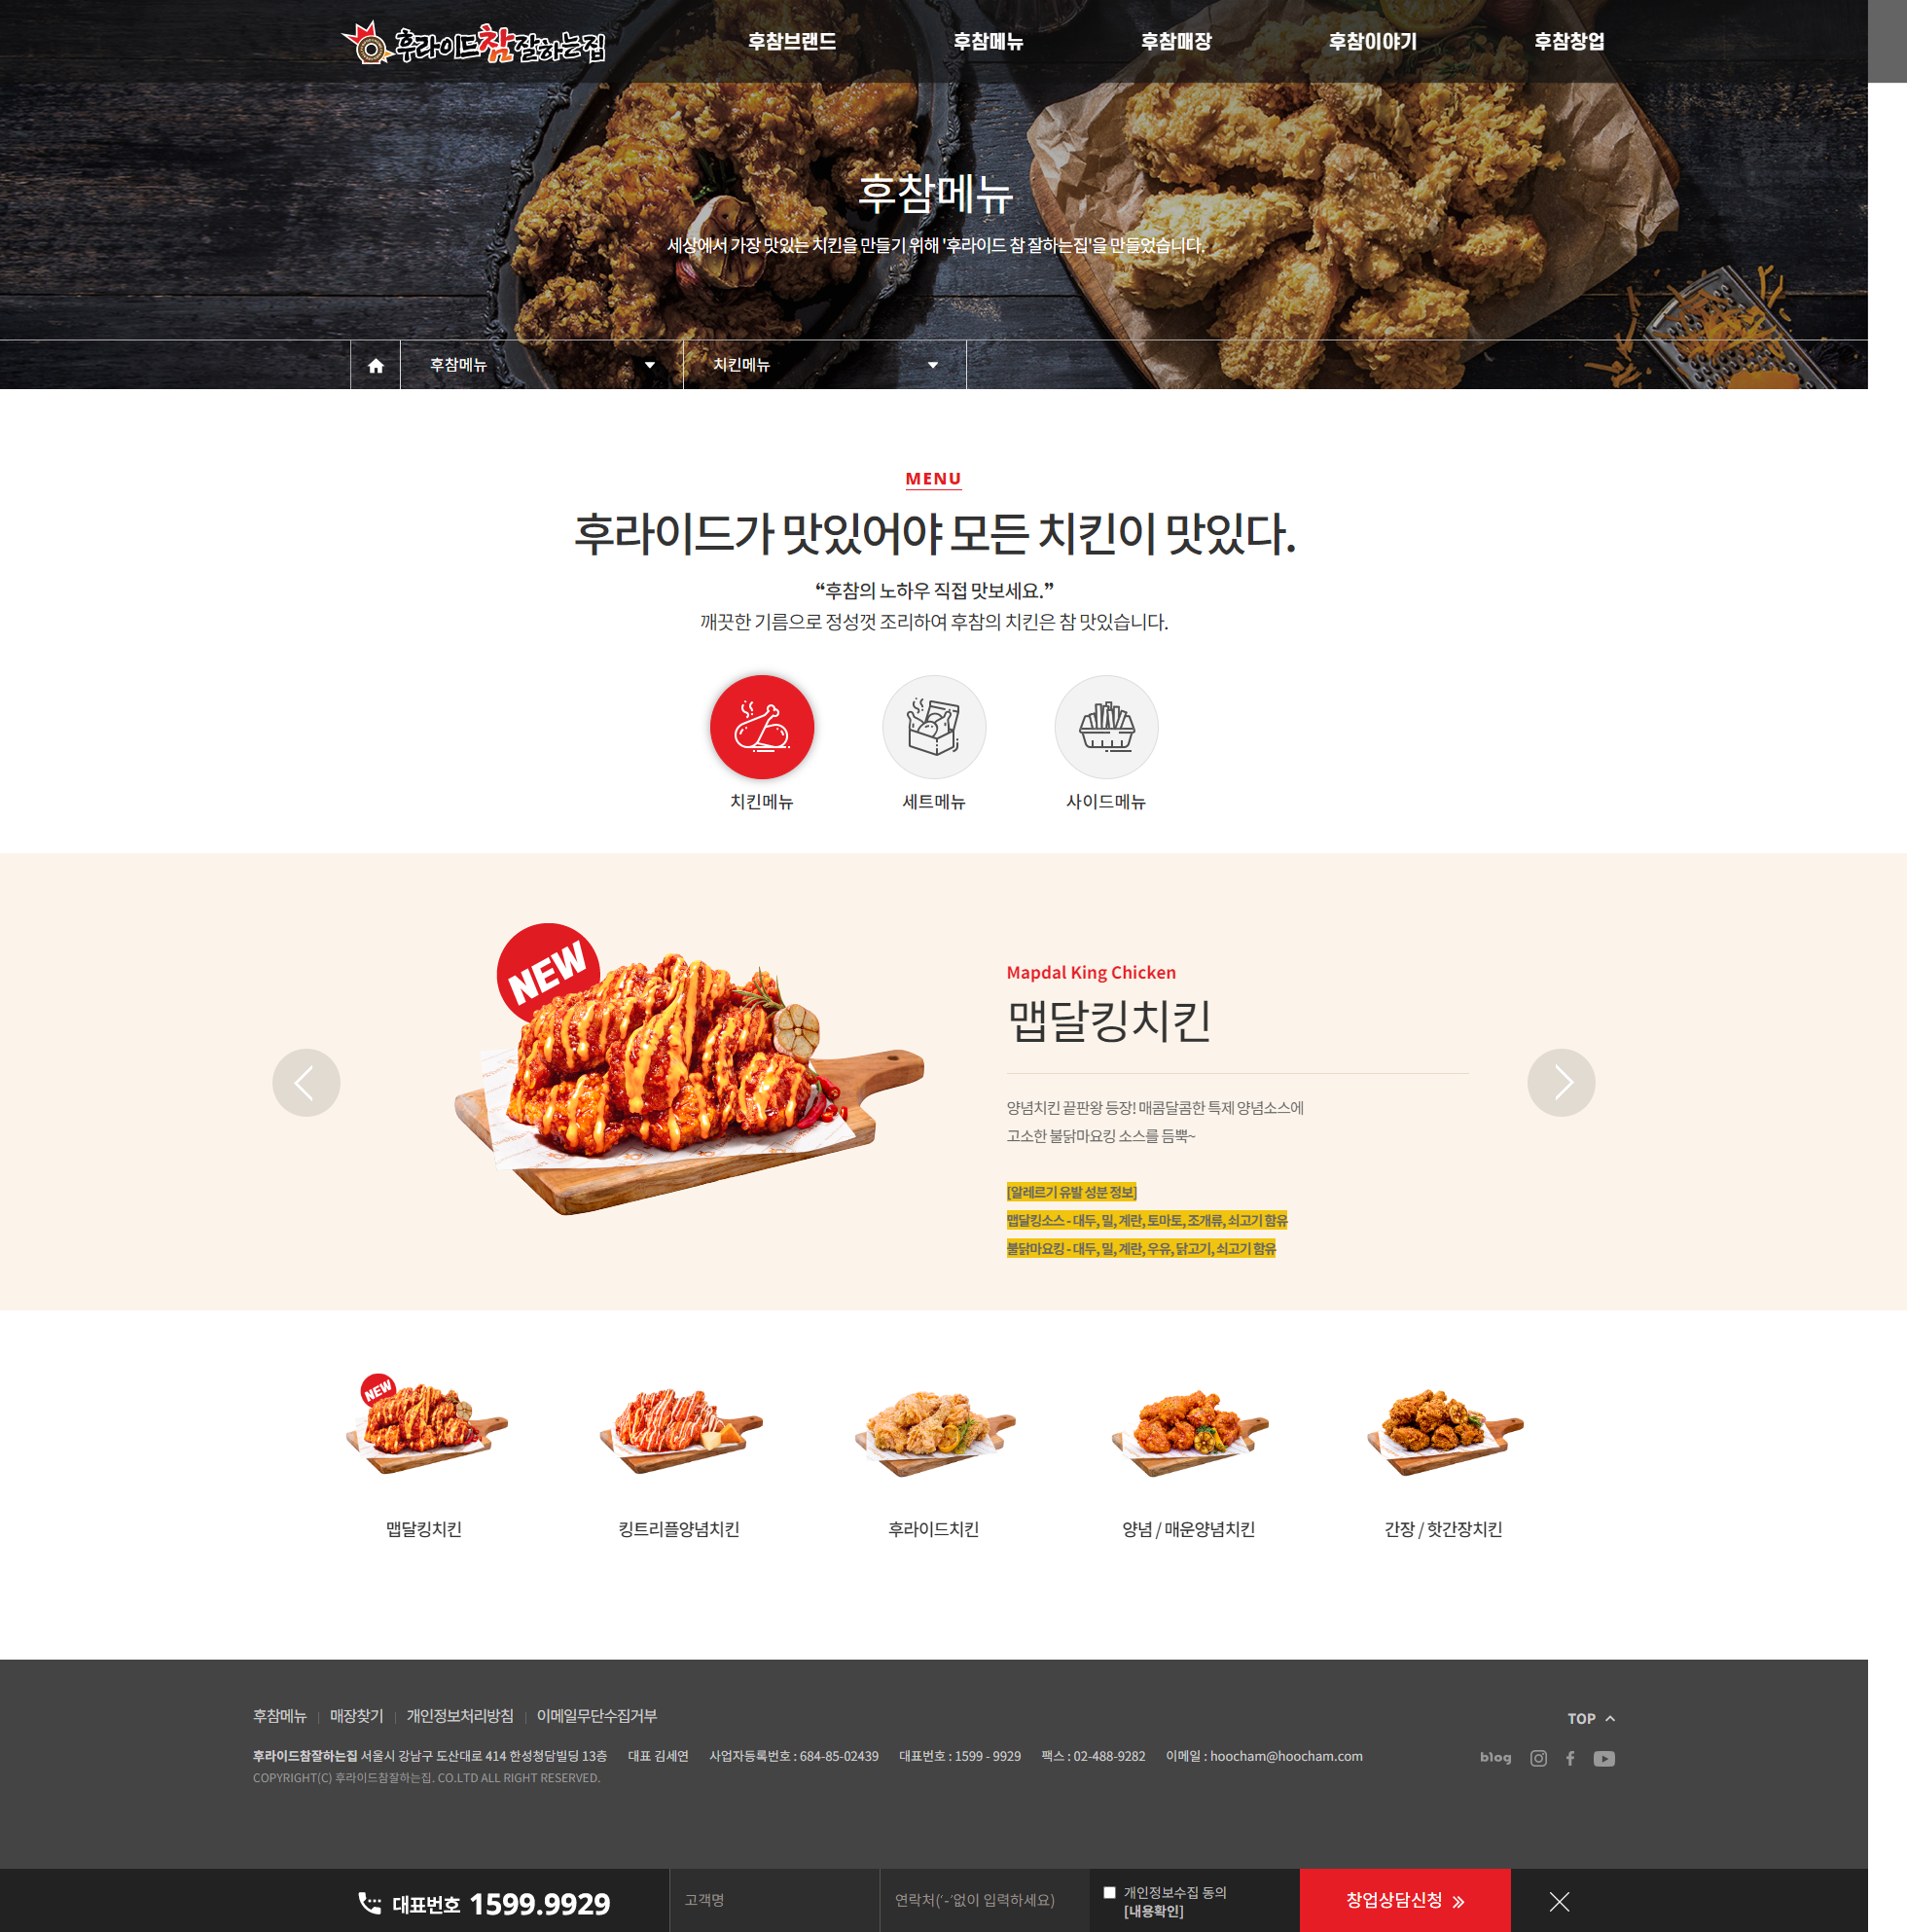 후라이드참잘하는집
후참브랜드
후참메뉴
후참매장
후참이야기
후참창업
후참메뉴
세상에서 가장 맛있는 치킨을 만들기 위해 '후라이드 참 잘하는집'을 만들었습니다.
후참메뉴
치킨메뉴
MENU
후라이드가 맛있어야 모든 치킨이 맛있다.
“후참의 노하우 직접 맛보세요.”
깨끗한 기름으로 정성껏 조리하여 후참의 치킨은 참 맛있습니다.
치킨메뉴
세트메뉴
사이드메뉴
NEW
Mapdal King Chicken
맵달킹치킨
양념치킨 끝판왕 등장! 매콤달콤한 특제 양념소스에
고소한 불닭마요킹 소스를 듬뿍~
[알레르기 유발 성분 정보]
맵달킹소스 - 대두, 밀, 계란, 토마토, 조개류, 쇠고기 함유
불닭마요킹 - 대두, 밀, 계란, 우유, 닭고기, 쇠고기 함유
NEW
맵달킹치킨
킹트리플양념치킨
후라이드치킨
양념 / 매운양념치킨
간장 / 핫간장치킨
후참메뉴
매장찾기
개인정보처리방침
이메일무단수집거부
TOP
후라이드참잘하는집 서울시 강남구 도산대로 414 한성청담빌딩 13층 대표 김세연 사업자등록번호 : 684-85-02439 대표번호 : 1599 - 9929 팩스 : 02-488-9282 이메일 : hoocham@hoocham.com
blog
COPYRIGHT(C) 후라이드참잘하는집. CO.LTD ALL RIGHT RESERVED.
대표번호 1599.9929
고객명
연락처('-'없이 입력하세요)
개인정보수집 동의
[내용확인]
창업상담신청